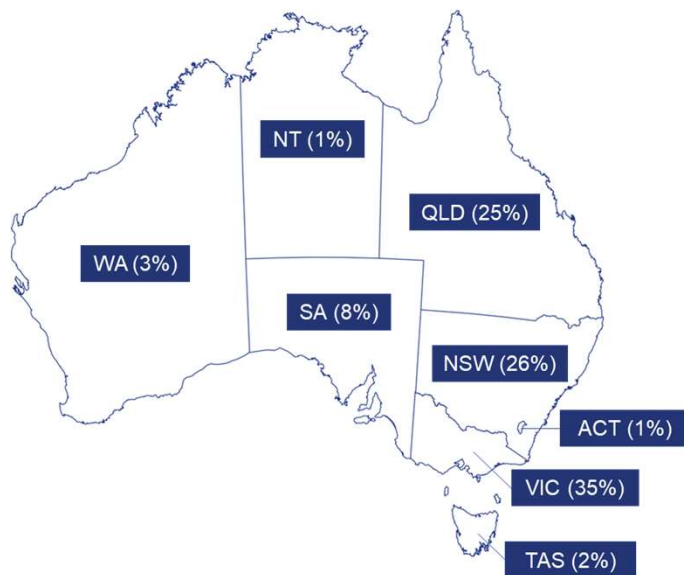 NT (1%)
QLD (25%)
WA (3%)
SA (8%)
NSW (26%)
ACT (1%)
VIC (35%)
TAS (2%)